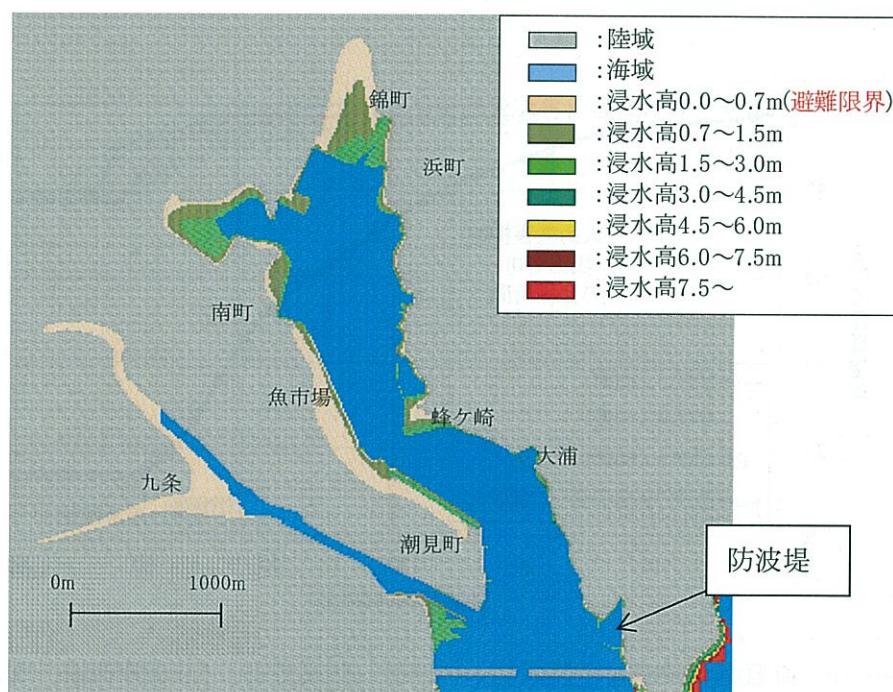 :陸域
:海域
:浸水高0.0～0.7m(避難限界)
:浸水高0.7～1.5m
:浸水高1.5～3.0m
:浸水高3.0～4.5m
:浸水高4.5～6.0m
:浸水高6.0～7.5m
:浸水高7.5～
錦町
浜町
南町
魚市場
蜂ケ崎
大浦
九条
潮見町
防波堤
0m
1000m